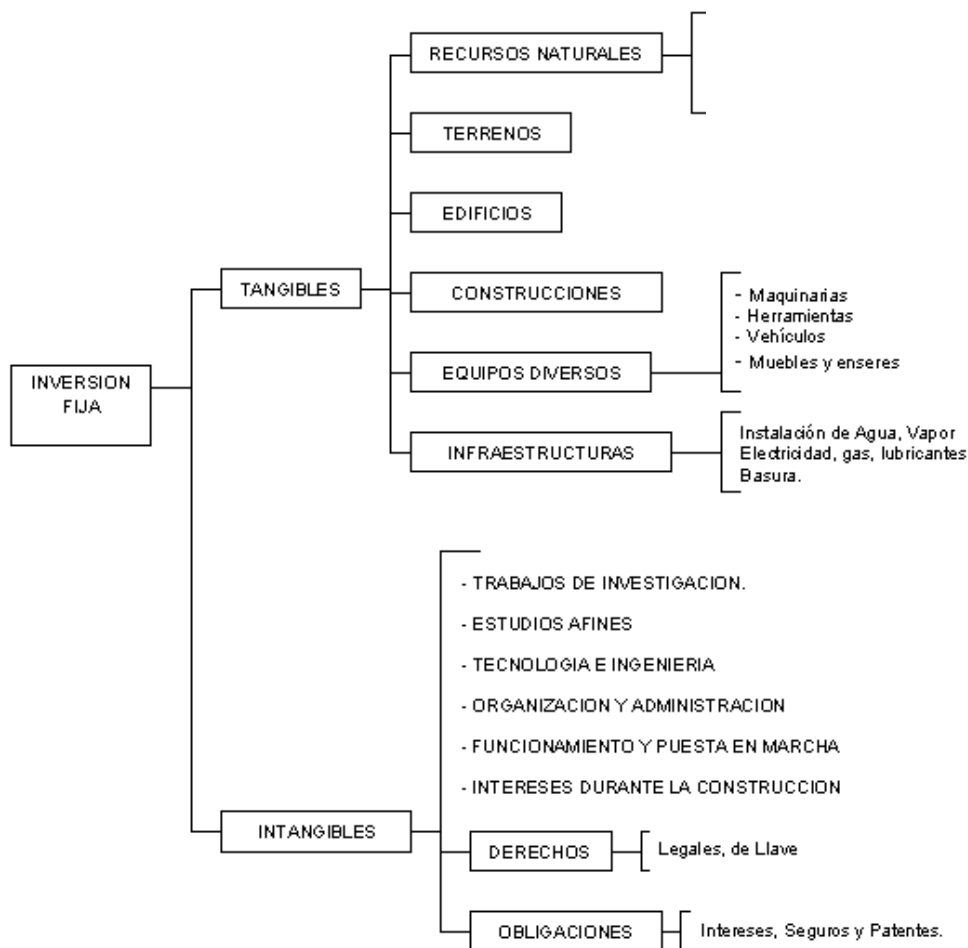 RECURSOS NATURALES
TERRENOS
EDIFICIOS
TANGIBLES
CONSTRUCCIONES
- Maquinarias
- Herramientas
- Vehículos
- Muebles y enseres
INVERSION
FIJA
EQUIPOS DIVERSOS
INFRAESTRUCTURAS
Instalación de Agua, Vapor
Electricidad, gas, lubricantes
Basura.
- TRABAJOS DE INVESTIGACION.
- ESTUDIOS AFINES
- TECNOLOGIA E INGENIERIA
- ORGANIZACION Y ADMINISTRACION
- FUNCIONAMIENTO Y PUESTA EN MARCHA
- INTERESES DURANTE LA CONSTRUCCION
INTANGIBLES
DERECHOS
Legales, de Llave
OBLIGACIONES
Intereses, Seguros y Patentes.